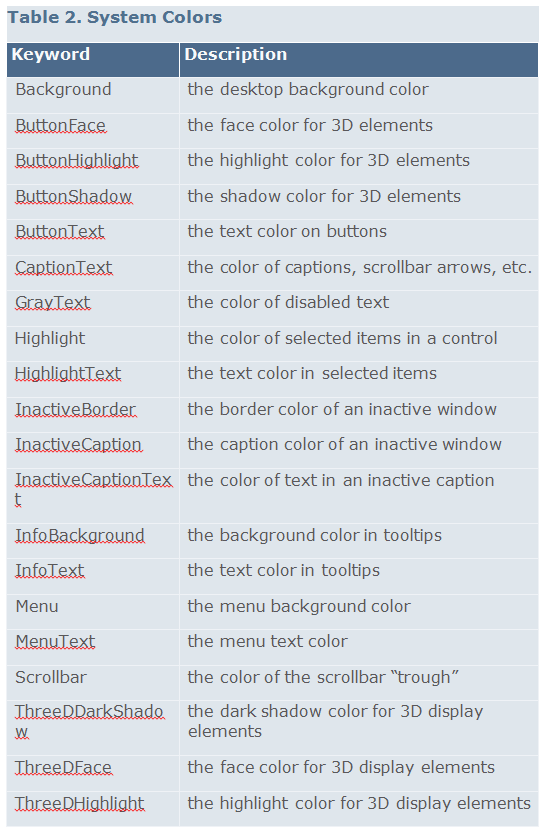 Table 2. System Colors
Keyword Description
Background the desktop background color
ButtonFace the face color for 3D elements
ButtonHighlight the highlight color for 3D elements
ButtonShadow the shadow color for 3D elements
ButtonText the text color on buttons
CaptionText the color of captions, scrollbar arrows, etc.
GrayText the color of disabled text
Highlight the color of selected items in a control
HighlightText the text color in selected items
InactiveBorder the border color of an inactive window
InactiveCaption the caption color of an inactive window
InactiveCaptionTex the color of text in an inactive caption
t
InfoBackground the background color in tooltips
InfoText the text color in tooltips
Menu the menu background color
MenuText the menu text color
Scrollbar the color of the scrollbar “trough”
ThreeDDarkShado the dark shadow color for 3D display
w elements
ThreeDFace the face color for 3D display elements
ThreeDHighlight the highlight color for 3D display elements